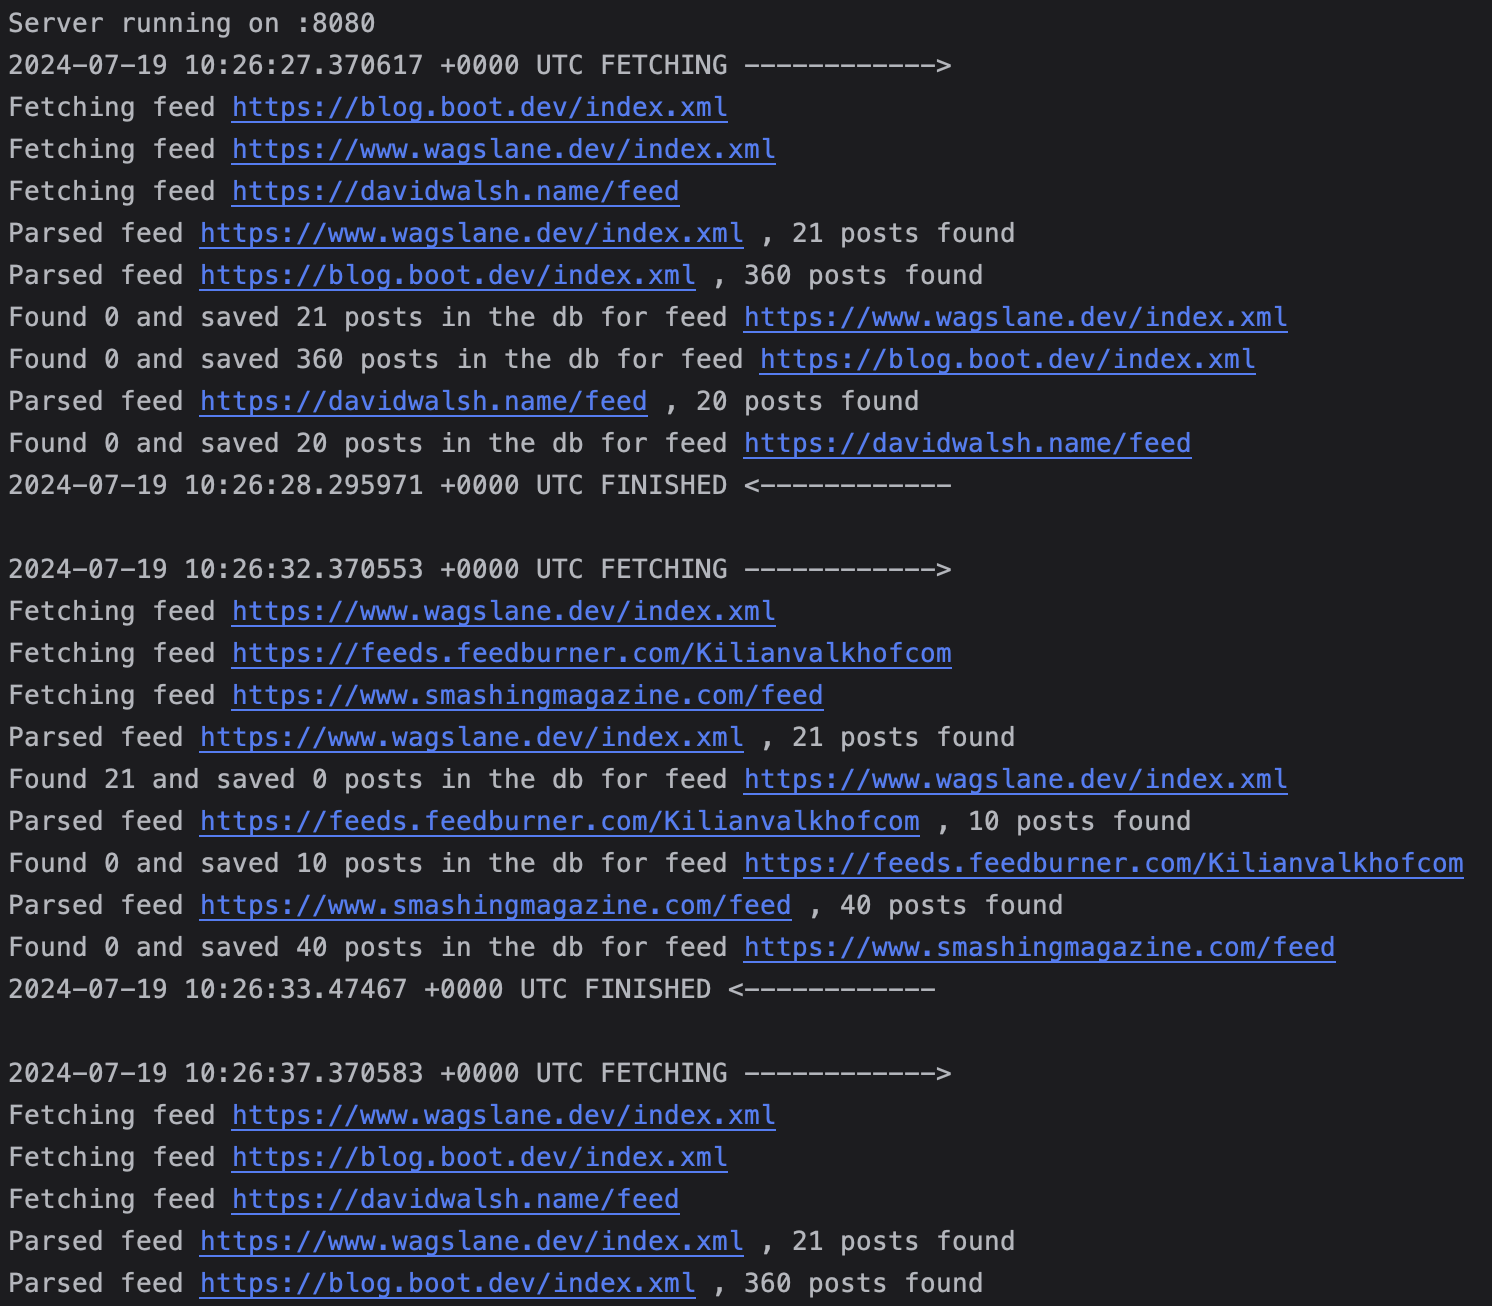 Server running on :8080
2024-07-19 10:26:27.370617 +0000 UTC FETCHING ------------>
Fetching feed https://blog.boot.dev/index.xml
Fetching feed https://www.wagslane.dev/index.xml
Fetching feed https://davidwalsh.name/feed
Parsed feed https://www.wagslane.dev/index.xml , 21 posts found
Parsed feed https://blog.boot.dev/index.xml , 360 posts found
Found 0 and saved 21 posts in the db for feed https://www.wagslane.dev/index.xml
Found 0 and saved 360 posts in the db for feed https://blog.boot.dev/index.xml
Parsed feed https://davidwalsh.name/feed , 20 posts found
Found 0 and saved 20 posts in the db for feed https://davidwalsh.name/feed
2024-07-19 10:26:28.295971 +0000 UTC FINISHED <------------

2024-07-19 10:26:32.370553 +0000 UTC FETCHING ------------>
Fetching feed https://www.wagslane.dev/index.xml
Fetching feed https://feeds.feedburner.com/Kilianvalkhofcom
Fetching feed https://www.smashingmagazine.com/feed
Parsed feed https://www.wagslane.dev/index.xml , 21 posts found
Found 21 and saved 0 posts in the db for feed https://www.wagslane.dev/index.xml
Parsed feed https://feeds.feedburner.com/Kilianvalkhofcom , 10 posts found
Found 0 and saved 10 posts in the db for feed https://feeds.feedburner.com/Kilianvalkhofcom
Parsed feed https://www.smashingmagazine.com/feed , 40 posts found
Found 0 and saved 40 posts in the db for feed https://www.smashingmagazine.com/feed
2024-07-19 10:26:33.47467 +0000 UTC FINISHED <------------

2024-07-19 10:26:37.370583 +0000 UTC FETCHING ------------>
Fetching feed https://www.wagslane.dev/index.xml
Fetching feed https://blog.boot.dev/index.xml
Fetching feed https://davidwalsh.name/feed
Parsed feed https://www.wagslane.dev/index.xml , 21 posts found
Parsed feed https://blog.boot.dev/index.xml , 360 posts found